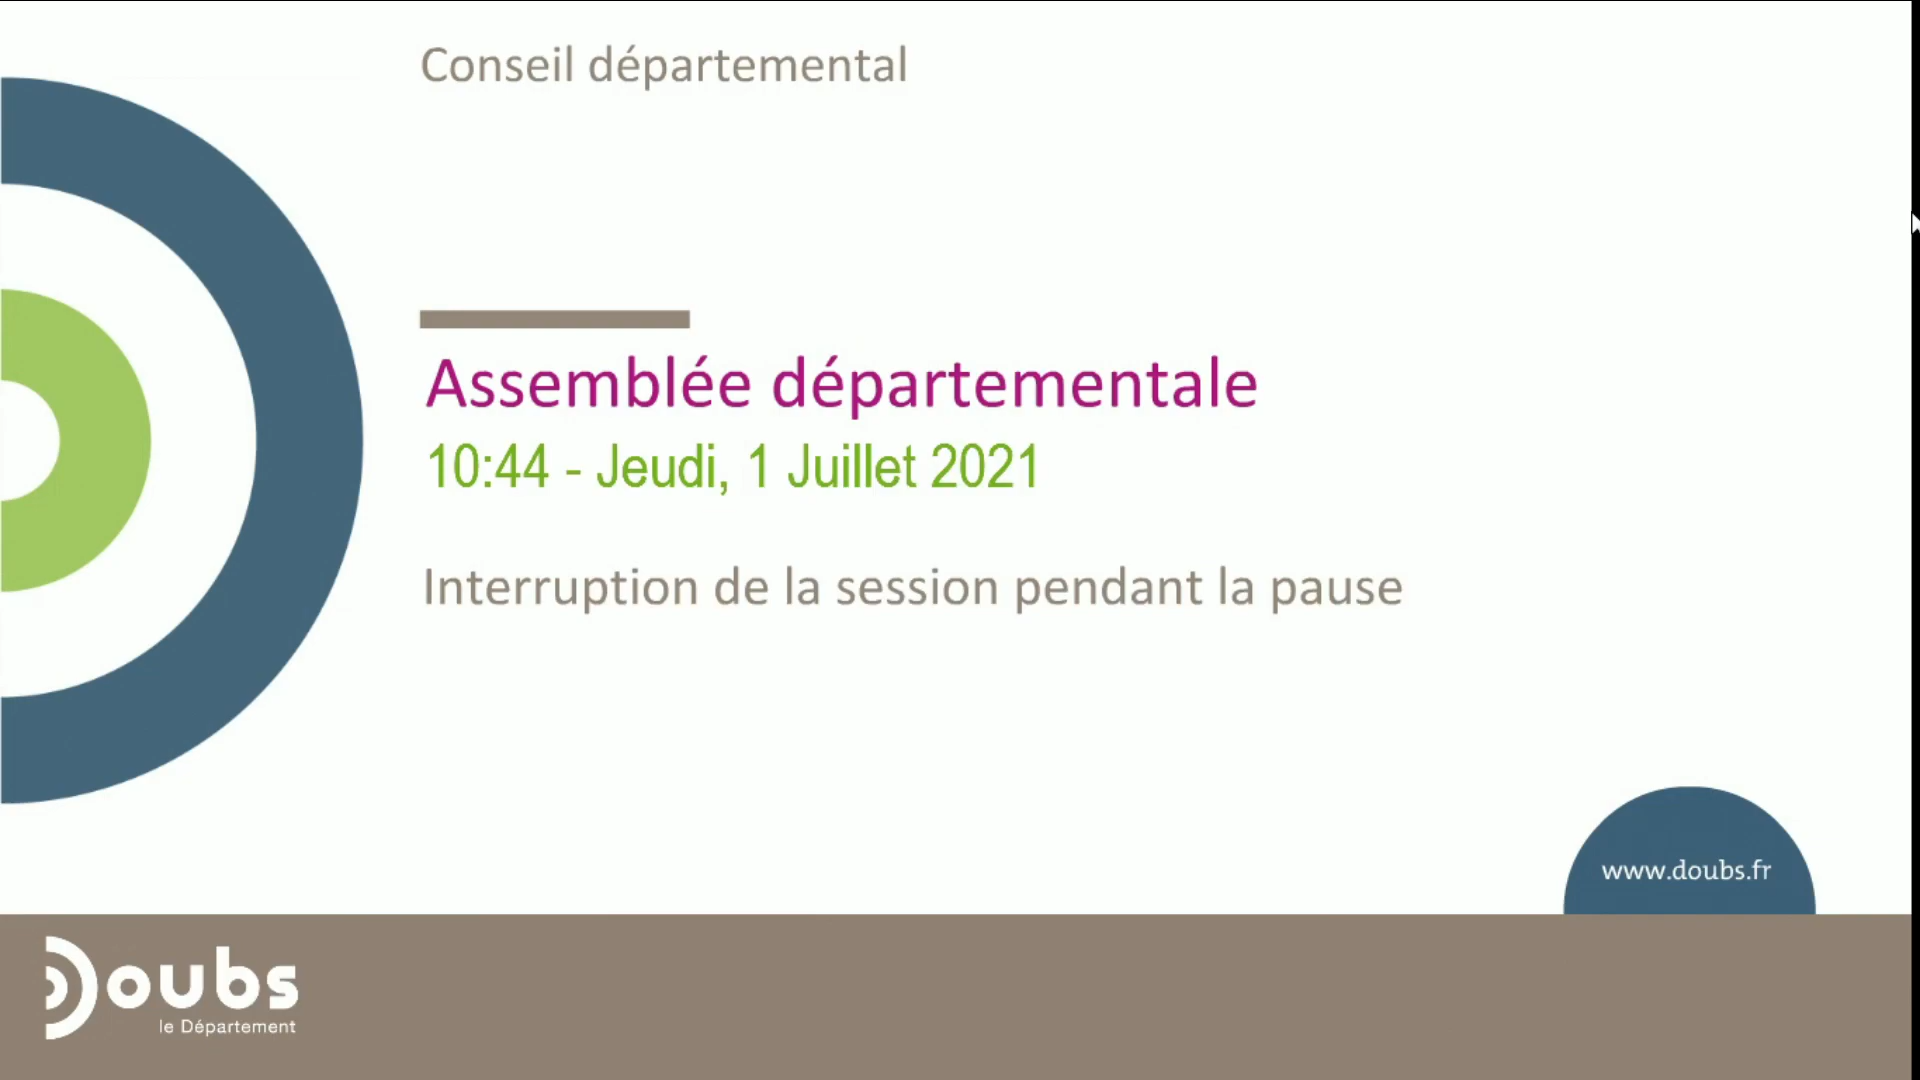 Conseil départemental
Assemblée départementale
10:44 - Jeudi, 1 Juillet 2021
Interruption de la session pendant la pause
www.doubs.fr
Doubs
le Département